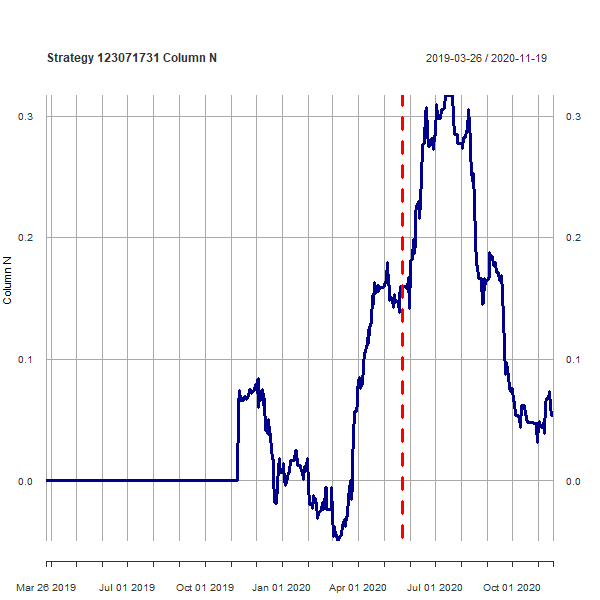 Strategy 123071731 Column N
2019-03-26 / 2020-11-19
0.3
0.3
0.2
0.2
Column N
0.1
0.1
0.0
0.0
Mar 26 2019
Jul 01 2019
Oct 01 2019
Jan 01 2020
Apr 01 2020
Jul 01 2020
Oct 01 2020